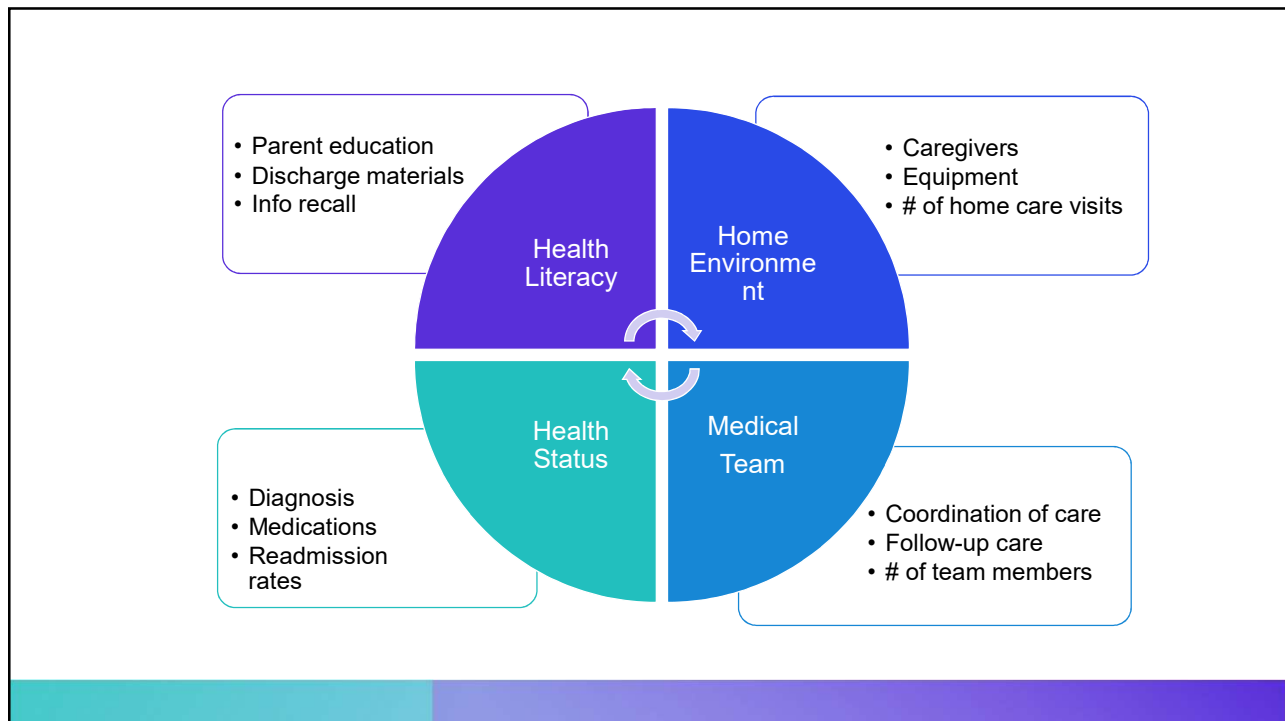 • Parent education
• Discharge materials
• Info recall
Health
Literacy
Home
Environme
nt
• Caregivers
• Equipment
• # of home care visits
• Diagnosis
• Medications
• Readmission
rates
Health
Status
Medical
Team
• Coordination of care
• Follow-up care
• # of team members